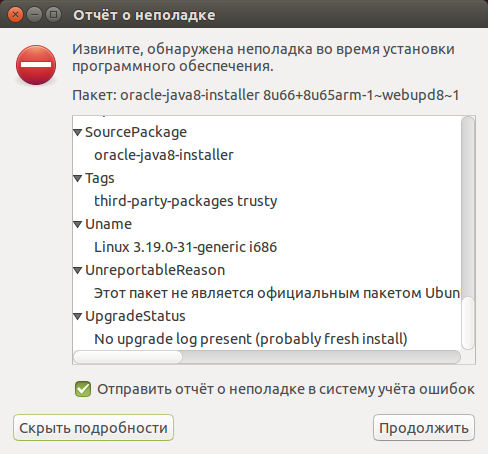 Отчёт о неполадке
Извините, обнаружена неполадка во время установки
программного обеспечения.
Пакет: oracle-java8-installer 8u66+8u65arm-1~webupd8~1
SourcePackage
oracle-java8-installer
Tags
third-party-packages trusty
Uname
Linux 3.19.0-31-generic i686
UnreportableReason
Этот пакет не является официальным пакетом Ubun
UpgradeStatus
No upgrade log present (probably fresh install)
Отправить отчёт о неполадке в систему учёта ошибок
Скрыть подробности
Продолжить